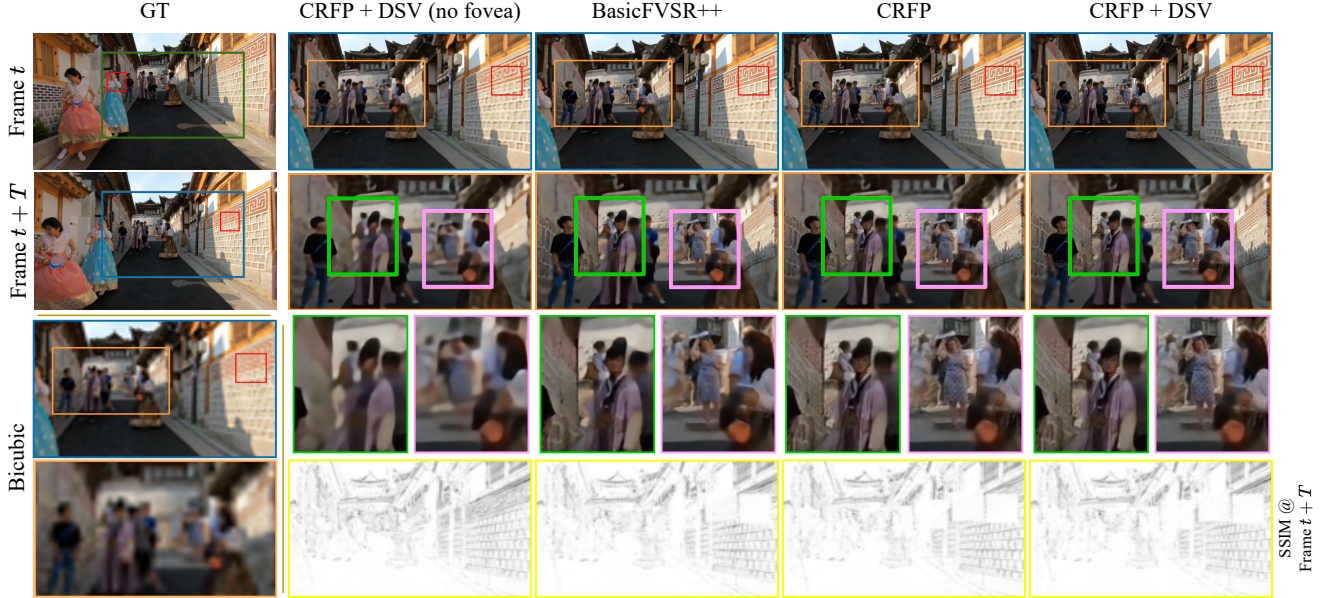 GT
CRFP + DSV (no fovea)
BasicFVSR++
CRFP
CRFP + DSV
Frame t
Frame t + T
Bicubic
SSIM @
Frame t + T